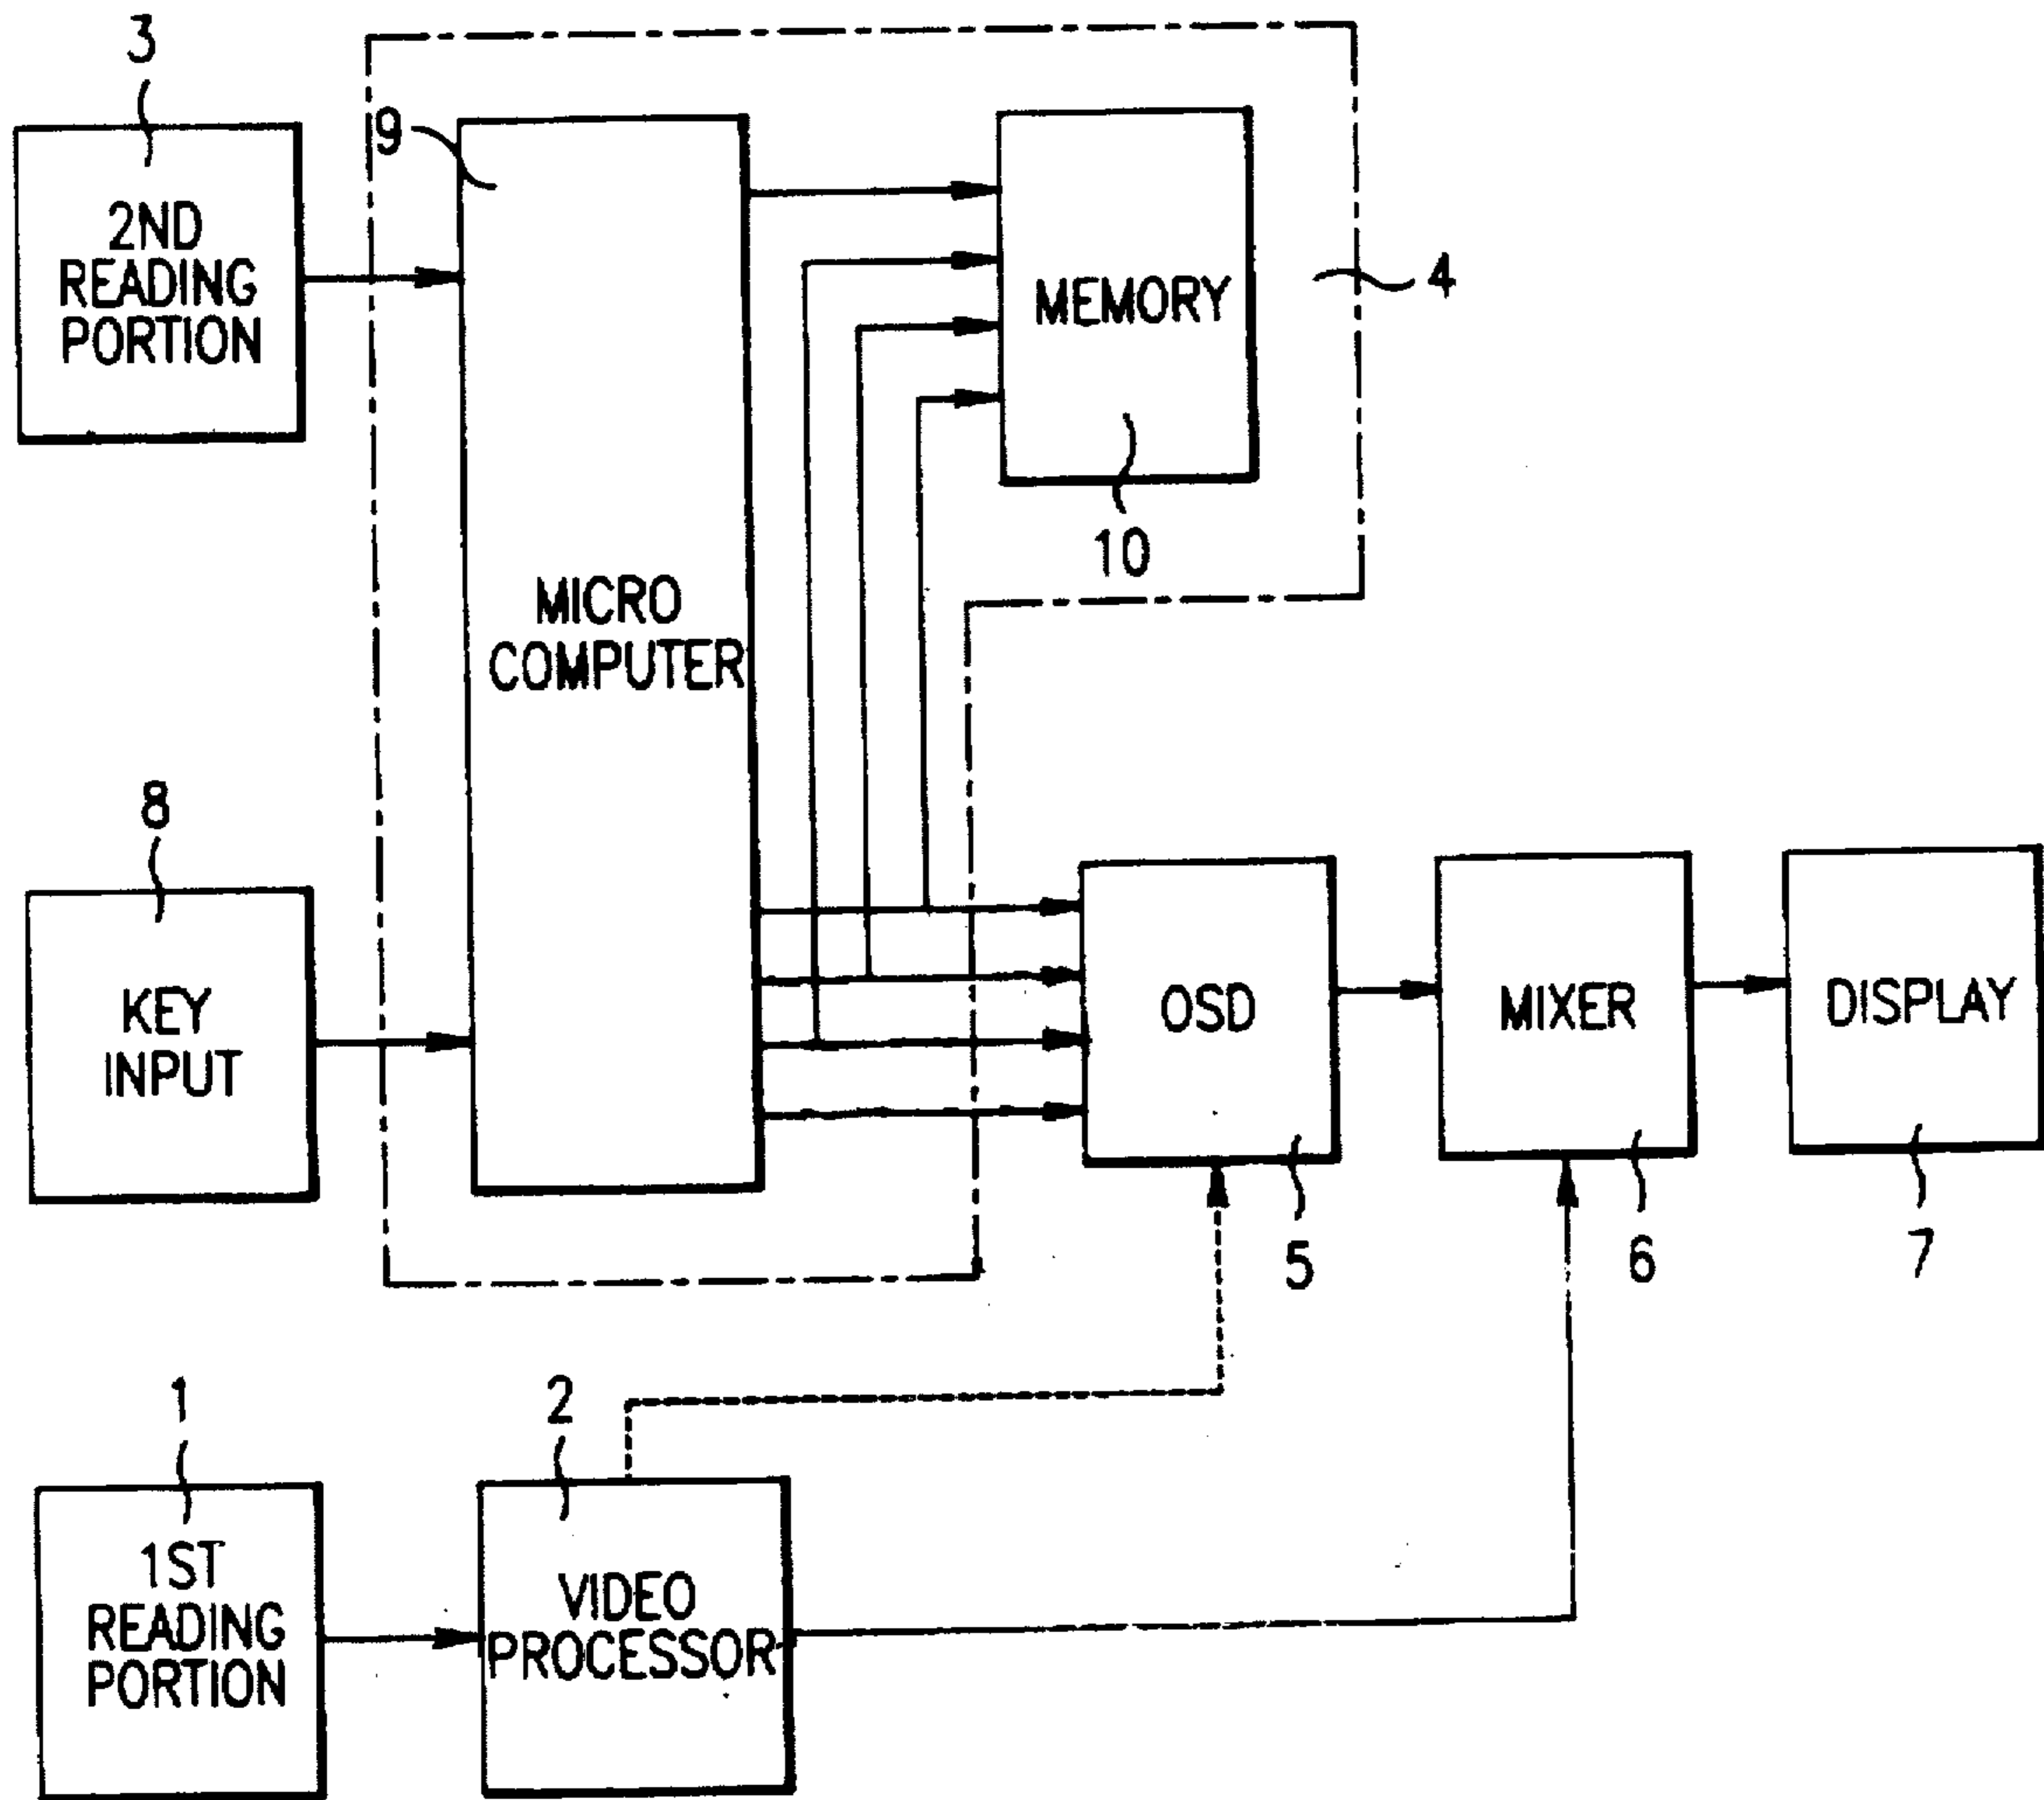 3
2ND
READING
PORTION
9
MICRO
COMPUTER
MEMORY
10
4
8
KEY
INPUT
OSD
5
MIXER
6
DISPLAY
7
1
1ST
READING
PORTION
2
VIDEO
PROCESSOR